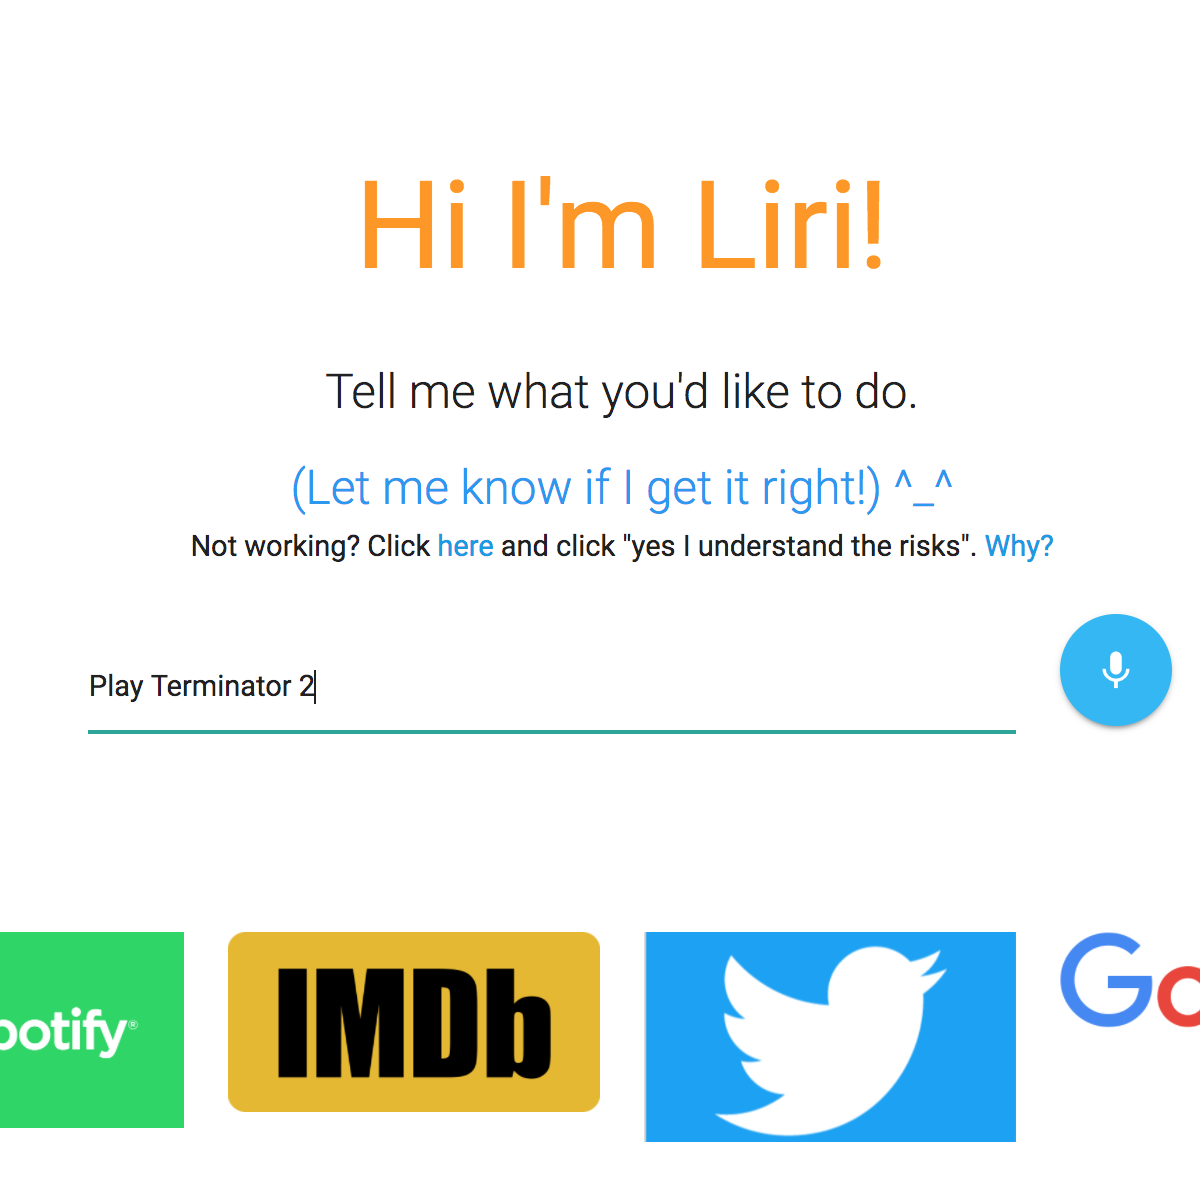 Hi I'm Liri!
Tell me what you'd like to do.
(Let me know if I get it right!) ^_^
Not working? Click here and click "yes I understand the risks". Why?
Play Terminator 2
potify®
IMDb
Go